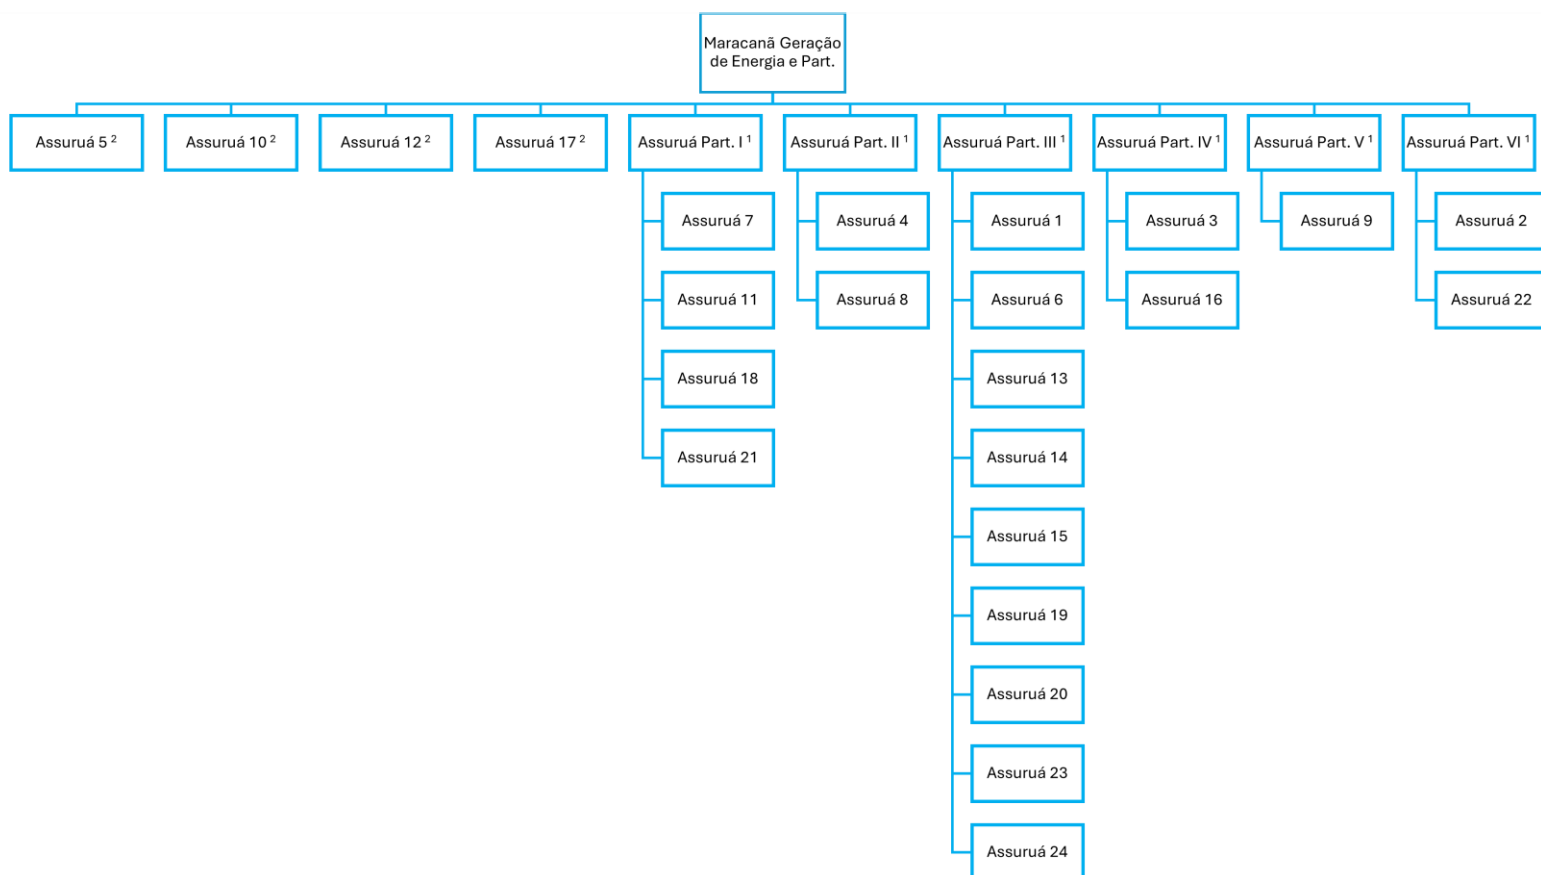 Maracanã Geração
de Energia e Part.
Assuruá 5 ²
Assuruá 10 ²
Assuruá 12 ²
Assuruá 17 ²
Assuruá Part. I ¹
Assuruá Part. II ¹
Assuruá Part. III ¹
Assuruá Part. IV ¹
Assuruá Part. V ¹
Assuruá Part. VI ¹
Assuruá 7
Assuruá 4
Assuruá 1
Assuruá 3
Assuruá 9
Assuruá 2
Assuruá 11
Assuruá 8
Assuruá 6
Assuruá 16
Assuruá 22
Assuruá 18
Assuruá 13
Assuruá 21
Assuruá 14
Assuruá 15
Assuruá 19
Assuruá 20
Assuruá 23
Assuruá 24